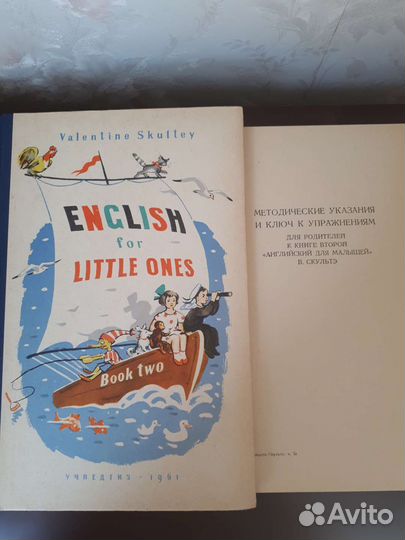 Valentine Skultey
ENGLISH
for
LITTLE ONES
Book two
УЧПЕДГИЗ - 1961
МЕТОДИЧЕСКИЕ УКАЗАНИЯ
И КЛЮЧ К УПРАЖНЕНИЯМ
ДЛЯ РОДИТЕЛЕЙ
К КНИГЕ ВТОРОЙ
«АНГЛИЙСКИЙ ДЛЯ МАЛЫШЕЙ»
В. СКУЛЬТЭ
Avito